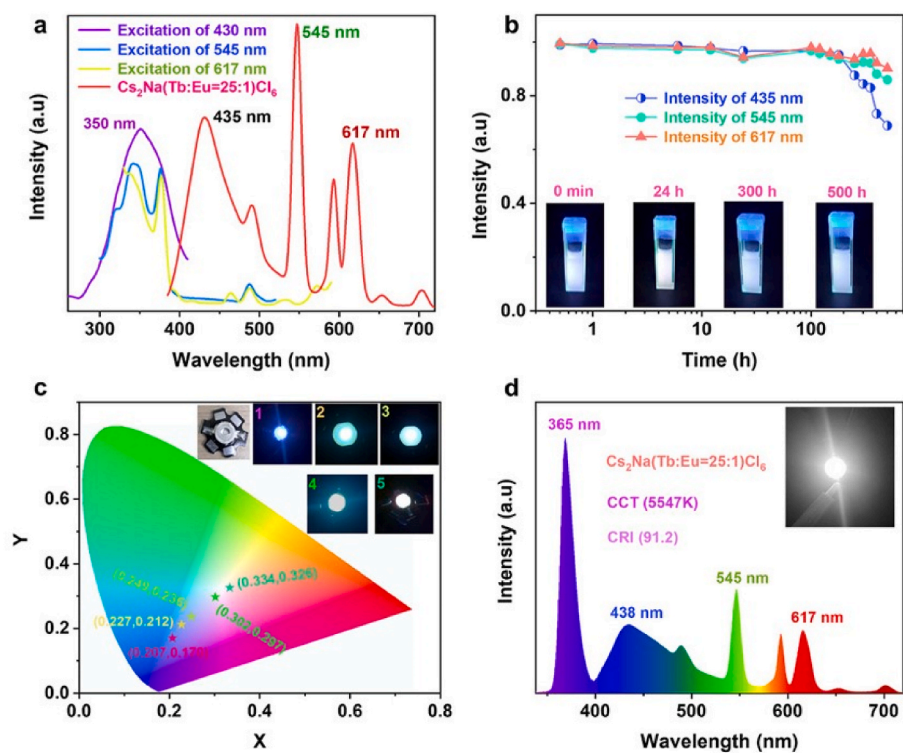 a
Excitation of 430 nm
Excitation of 545 nm
Excitation of 617 nm
Cs₂Na(Tb:Eu=25:1)Cl₆
350 nm
435 nm
545 nm
617 nm
Intensity (a.u)
300 400 500 600 700
Wavelength (nm)
b
Intensity of 435 nm
Intensity of 545 nm
Intensity of 617 nm
0 min
24 h
300 h
500 h
Intensity (a.u)
0.8
0.4
0.0
1 10 100
Time (h)
c
1
2
3
4
5
(0.334,0.326)
(0.249,0.236)
(0.227,0.212)
(0.302,0.297)
Y
0.8
0.6
0.4
0.2
0.0
0.0 0.2 0.4 0.6 0.8
X
d
365 nm
Cs₂Na(Tb:Eu=25:1)Cl₆
CCT (5547K)
CRI (91.2)
438 nm
545 nm
617 nm
Intensity (a.u)
400 500 600 700
Wavelength (nm)